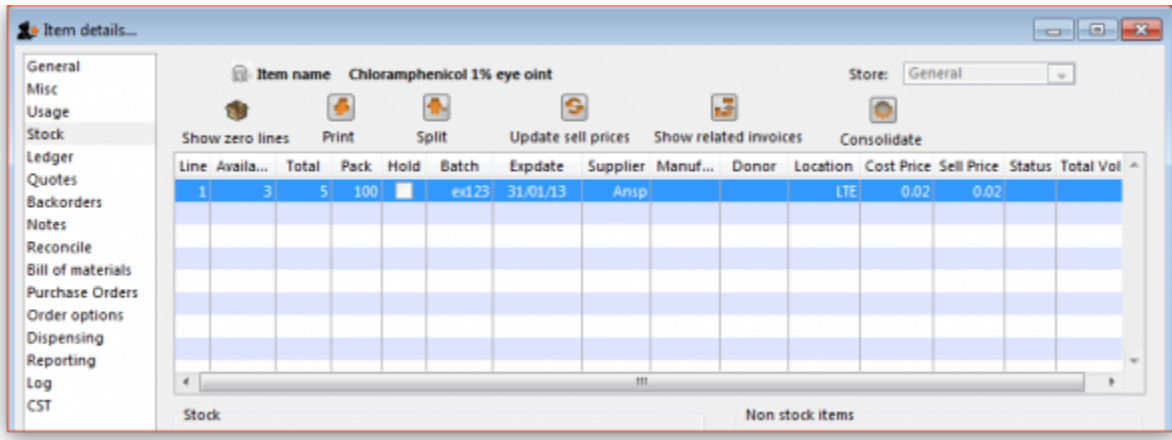 Item details...
General
Misc
Usage
Stock
Ledger
Quotes
Backorders
Notes
Reconcile
Bill of materials
Purchase Orders
Order options
Dispensing
Reporting
Log
CST
Item name Chloramphenicol 1% eye oint Store: General
Show zero lines Print Split Update sell prices Show related invoices Consolidate
Line Availa... Total Pack Hold Batch Expdate Supplier Manuf... Donor Location Cost Price Sell Price Status Total Vol
1 3 5 100 ex123 31/01/13 Ansp LTE 0.02 0.02
Stock Non stock items